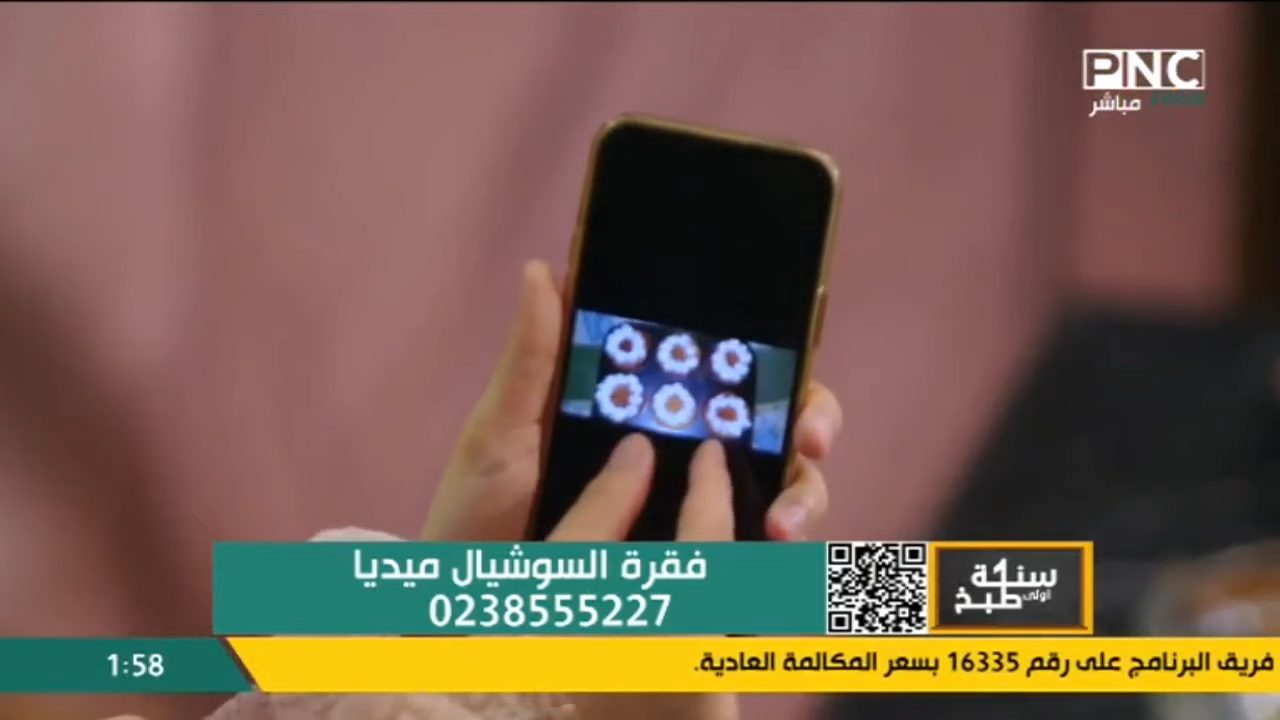 PNC
FOOD
مباشر
فقرة السوشيال ميديا
0238555227
سنة
أولى
طبخ
1:58
فريق البرنامج على رقم 16335 بسعر المكالمة العادية.